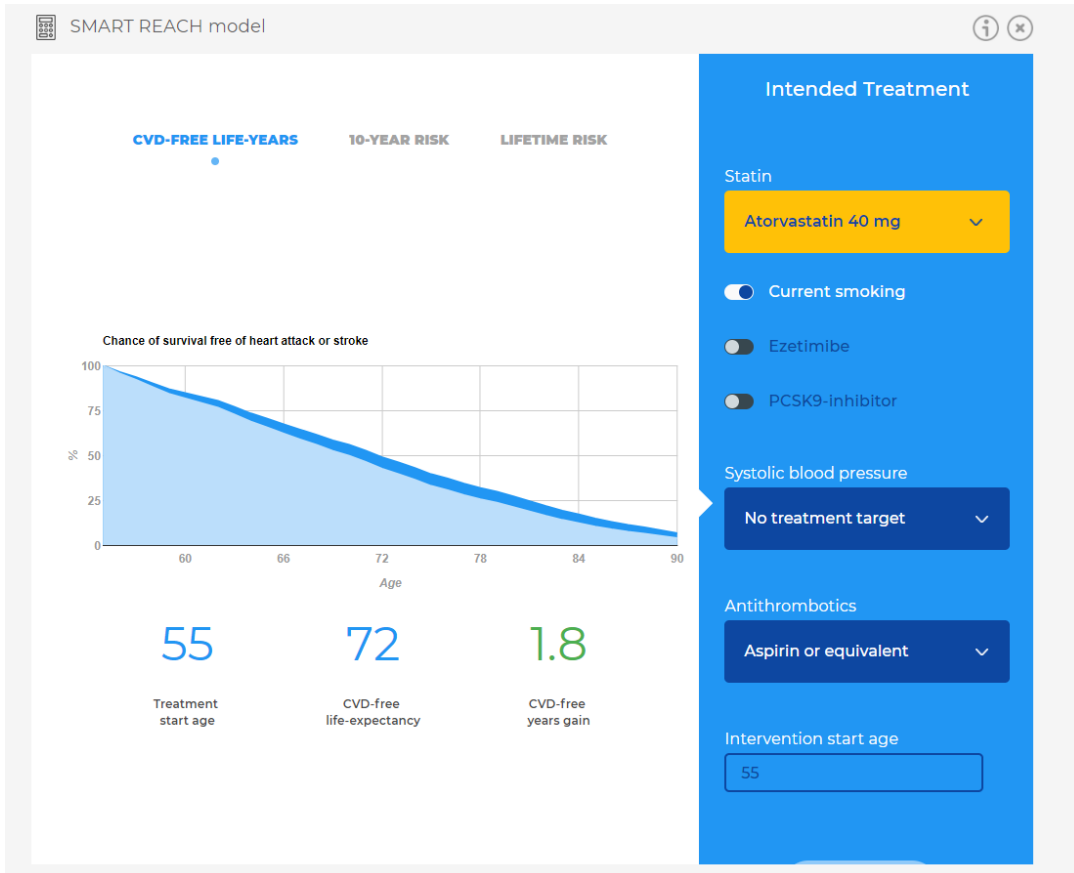 SMART REACH model
CVD-FREE LIFE-YEARS
10-YEAR RISK
LIFETIME RISK
Chance of survival free of heart attack or stroke
100
75
50
25
0
%
60
66
72
78
84
90
Age
55
Treatment
start age
72
CVD-free
life-expectancy
1.8
CVD-free
years gain
Intended Treatment
Statin
Atorvastatin 40 mg
Current smoking
Ezetimibe
PCSK9-inhibitor
Systolic blood pressure
No treatment target
Antithrombotics
Aspirin or equivalent
Intervention start age
55